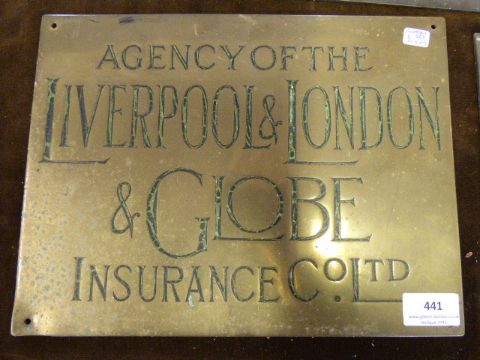 AGENCY OF THE
LIVERPOOL & LONDON
& GLOBE
INSURANCE CO. LTD
441